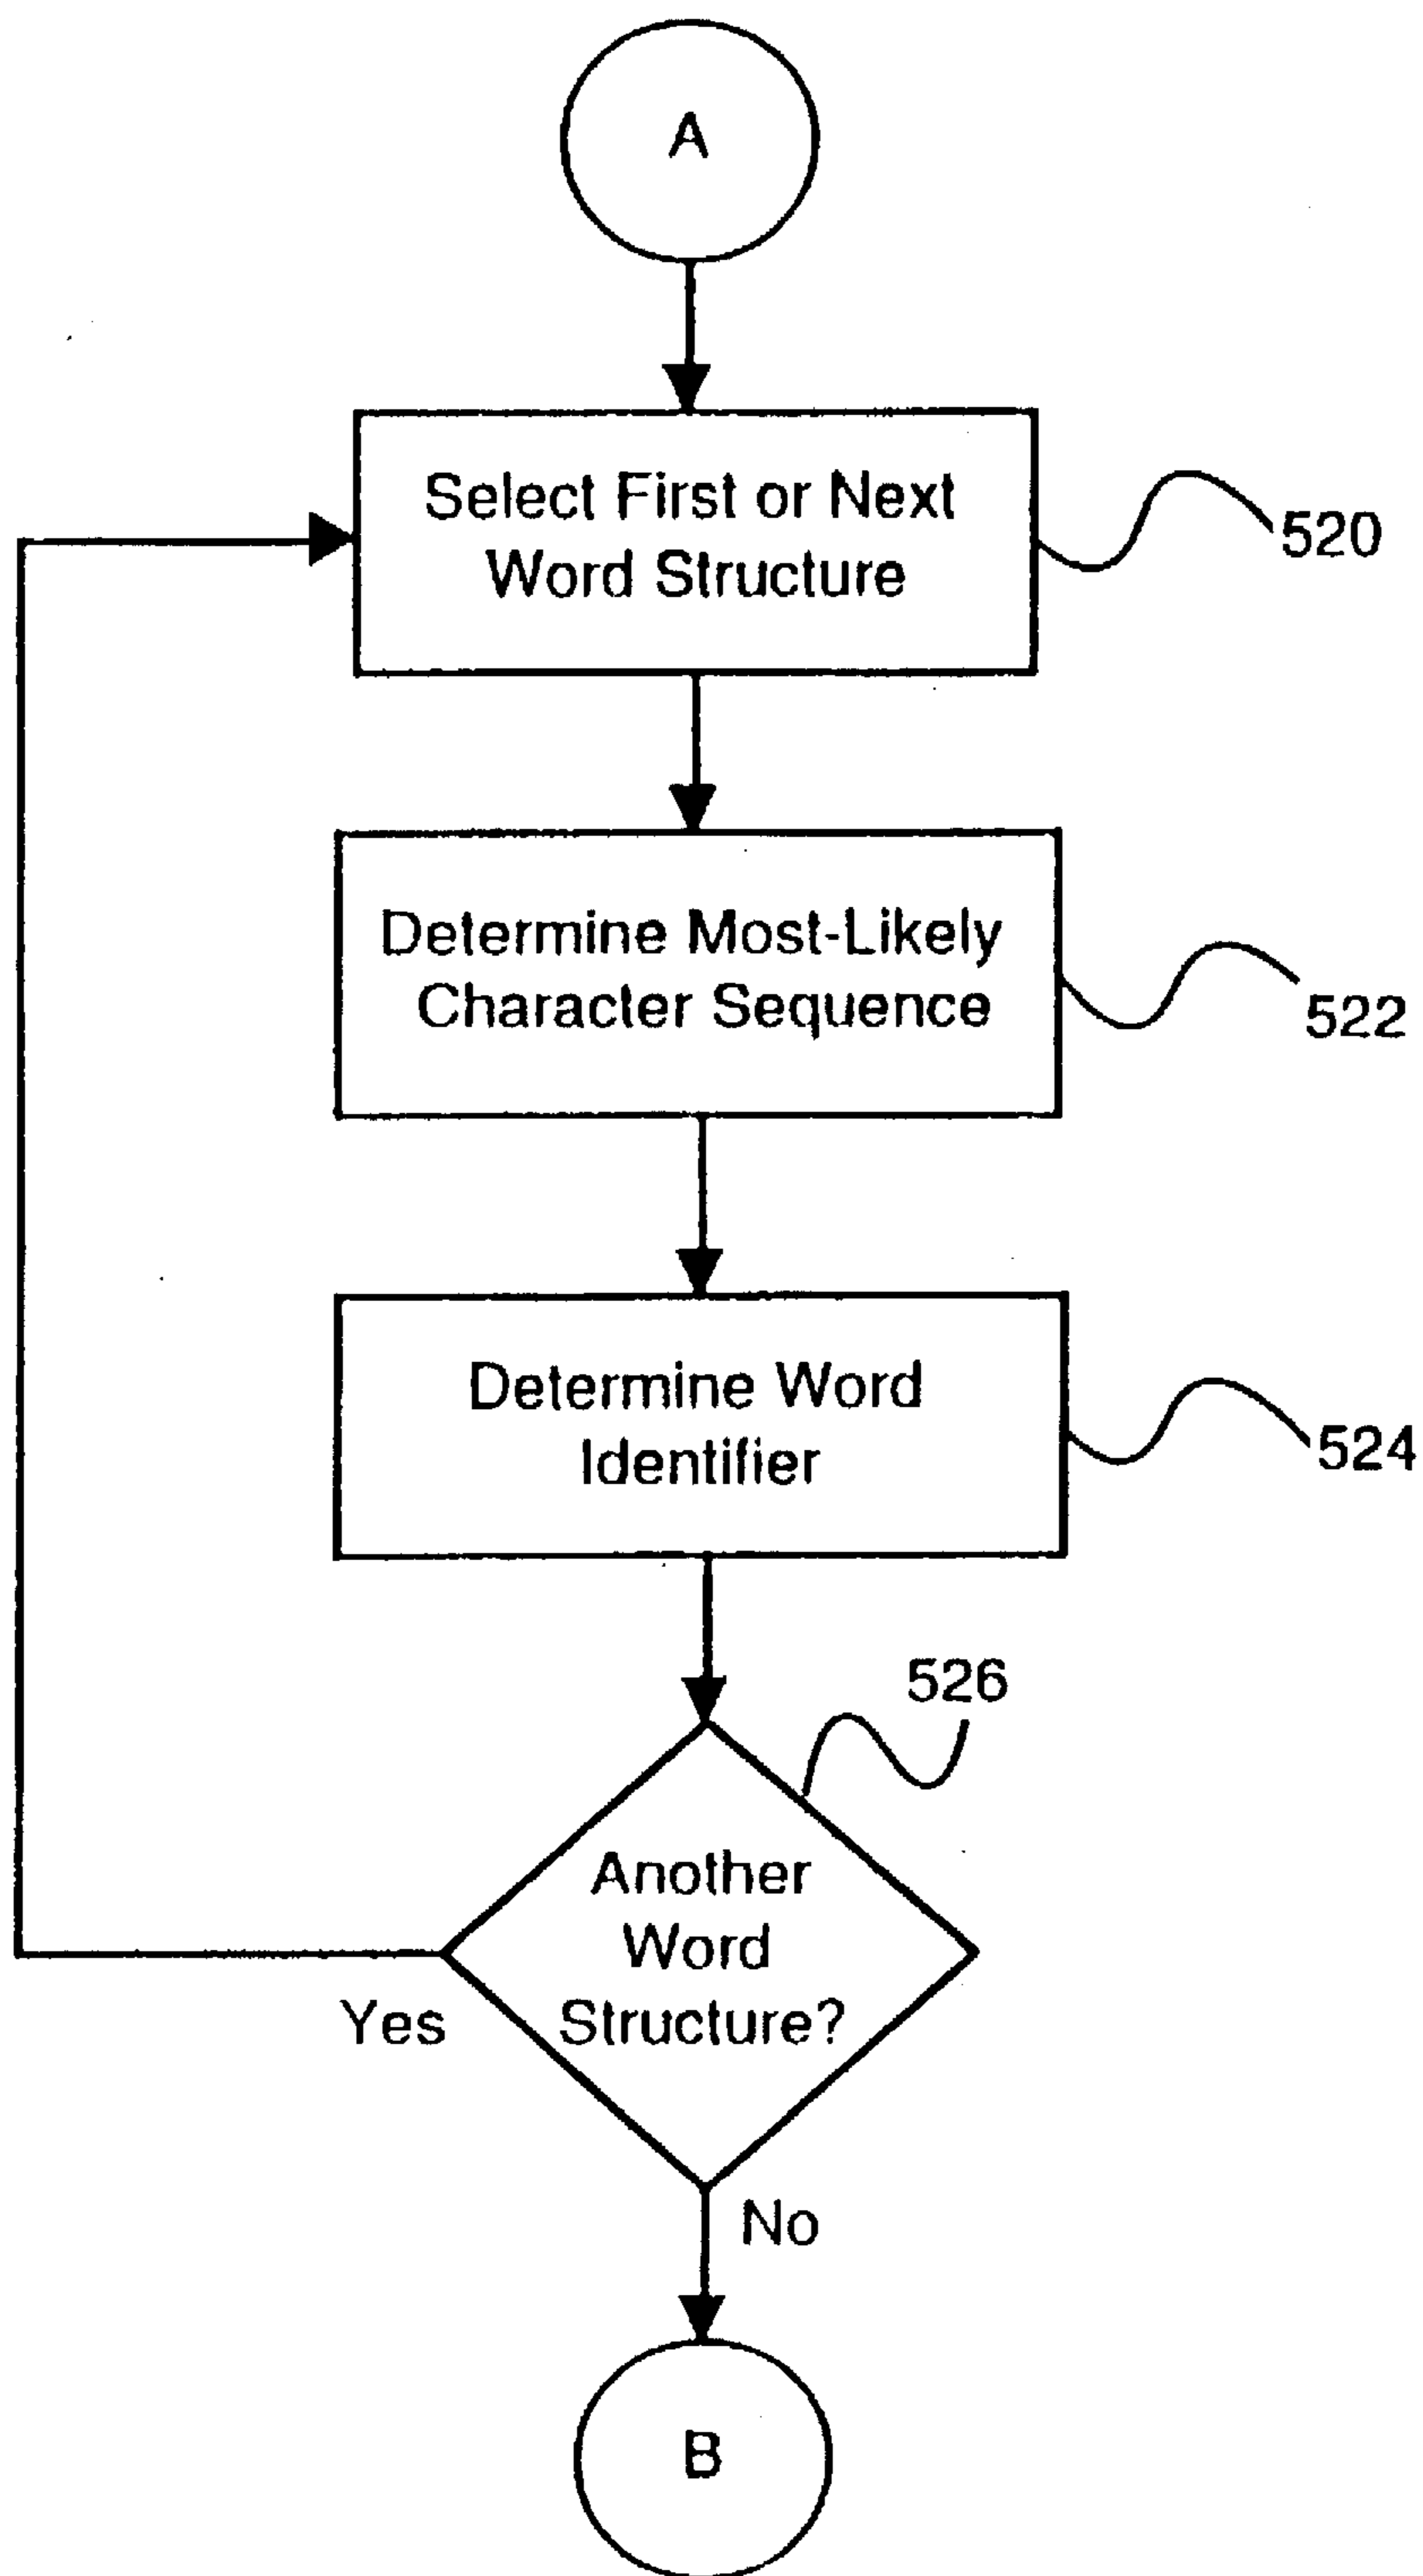 A
Select First or Next
Word Structure
520
Determine Most-Likely
Character Sequence
522
Determine Word
Identifier
524
526
Another
Word
Structure?
Yes
No
B